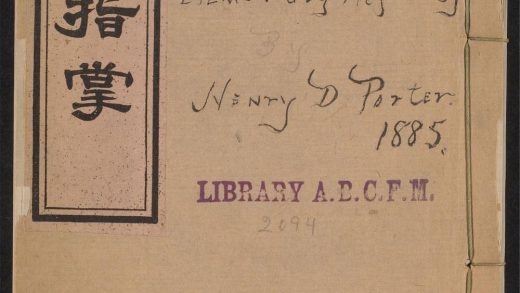 指掌
By
Henry D Porter.
1885.
LIBRARY A.B.C.F.M.
2094